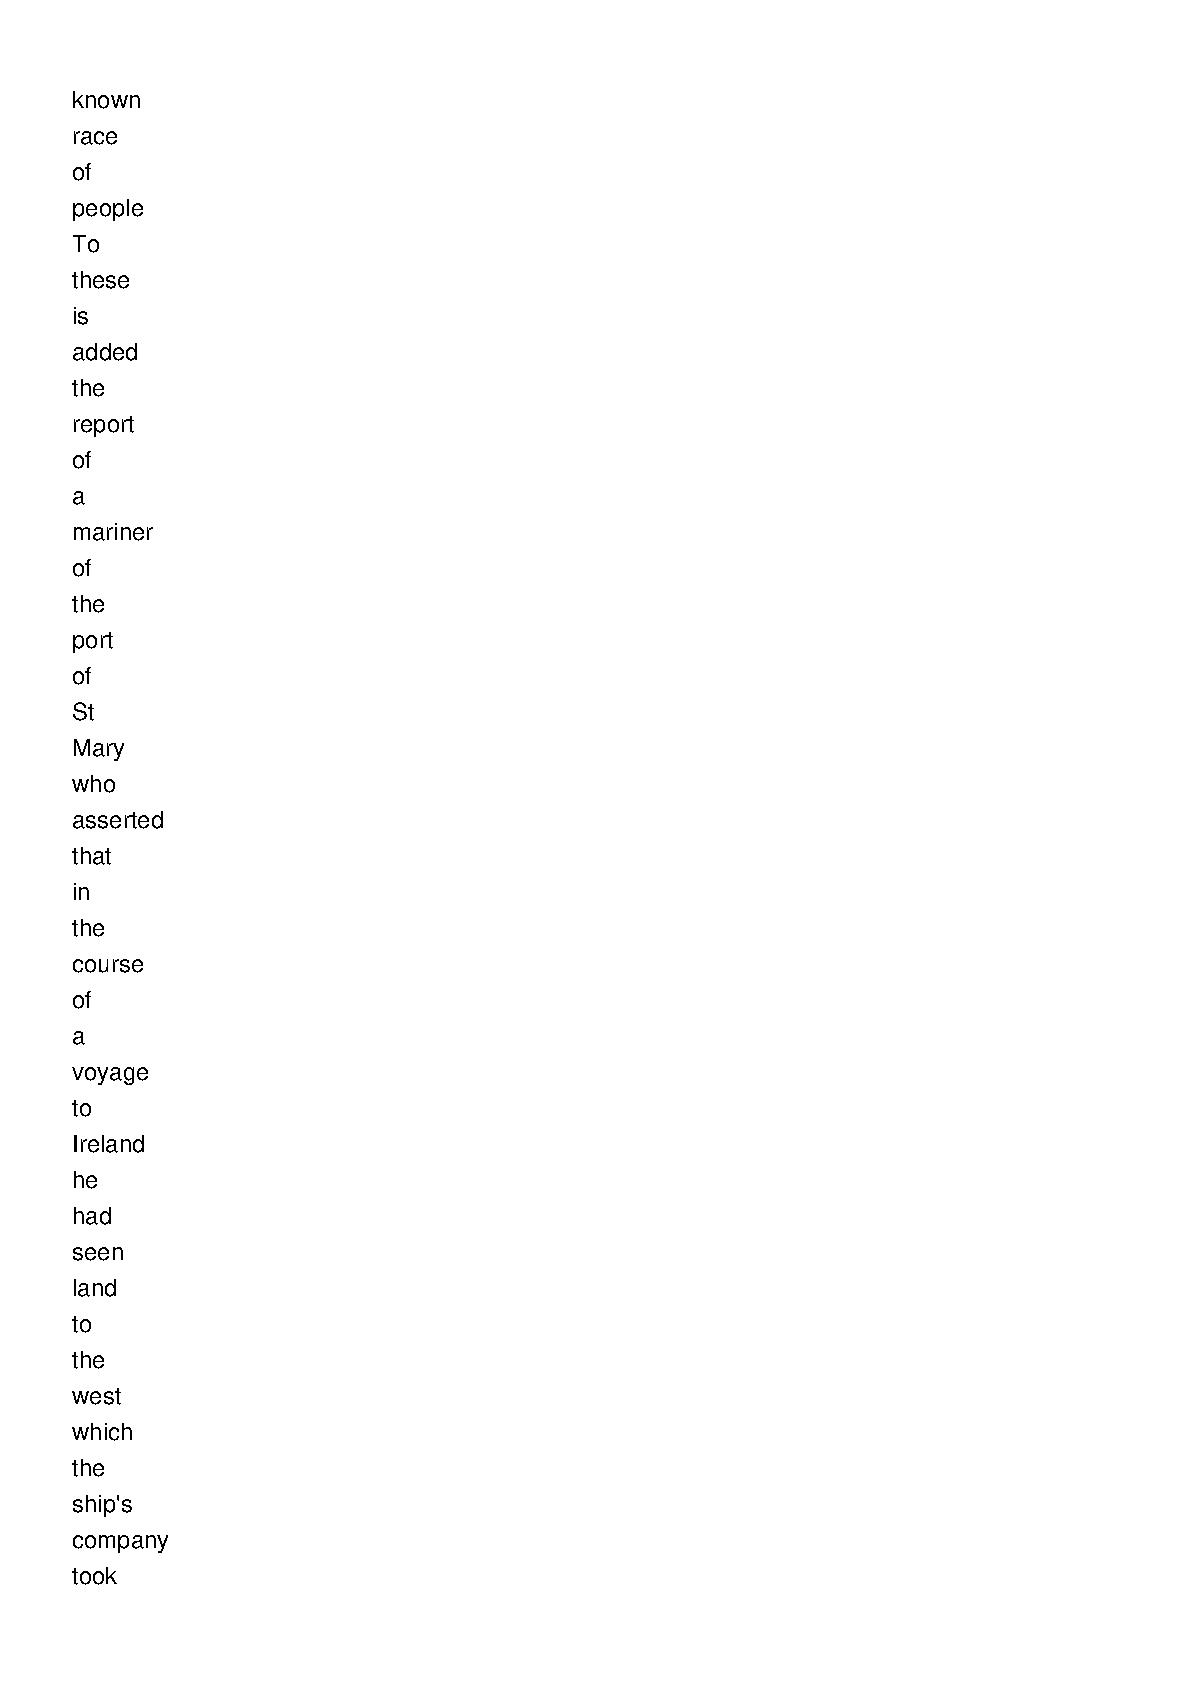 known
race
of
people
To
these
is
added
the
report
of
a
mariner
of
the
port
of
St
Mary
who
asserted
that
in
the
course
of
a
voyage
to
Ireland
he
had
seen
land
to
the
west
which
the
ship's
company
took